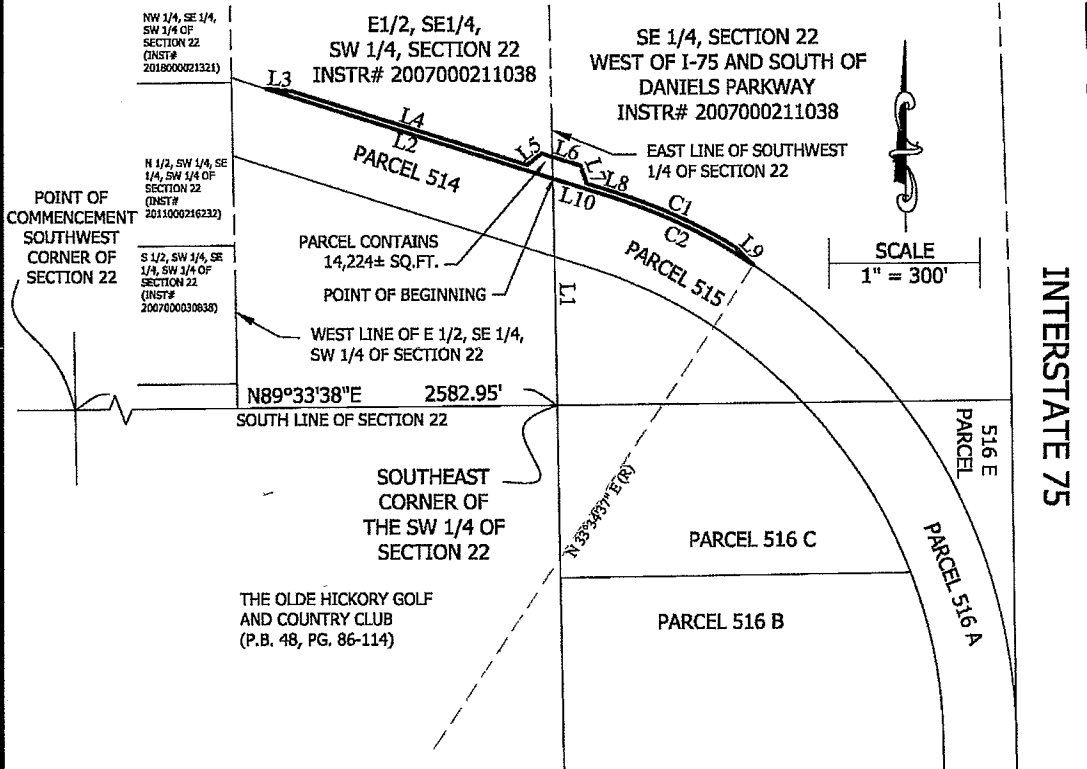 NW 1/4, SE 1/4,
SW 1/4 OF
SECTION 22
(INST#
2018000021321)
E1/2, SE1/4,
SW 1/4, SECTION 22
INSTR# 2007000211038
SE 1/4, SECTION 22
WEST OF I-75 AND SOUTH OF
DANIELS PARKWAY
INSTR# 2007000211038
L3
L4
L2
L5
L6
L7
L8
C1
C2
L9
L10
PARCEL 514
PARCEL 515
EAST LINE OF SOUTHWEST
1/4 OF SECTION 22
N 1/2, SW 1/4, SE
1/4, SW 1/4 OF
SECTION 22
(INST#
2011000216232)
POINT OF
COMMENCEMENT
SOUTHWEST
CORNER OF
SECTION 22
PARCEL CONTAINS
14,224± SQ.FT.
POINT OF BEGINNING
L1
SCALE
1" = 300'
S 1/2, SW 1/4, SE
1/4, SW 1/4 OF
SECTION 22
(INST#
2007000030838)
WEST LINE OF E 1/2, SE 1/4,
SW 1/4 OF SECTION 22
INTERSTATE 75
N89°33'38"E 2582.95'
SOUTH LINE OF SECTION 22
516 E
PARCEL
SOUTHEAST
CORNER OF
THE SW 1/4 OF
SECTION 22
N 33°34'37" E (R)
PARCEL 516 C
PARCEL 516 A
THE OLDE HICKORY GOLF
AND COUNTRY CLUB
(P.B. 48, PG. 86-114)
PARCEL 516 B